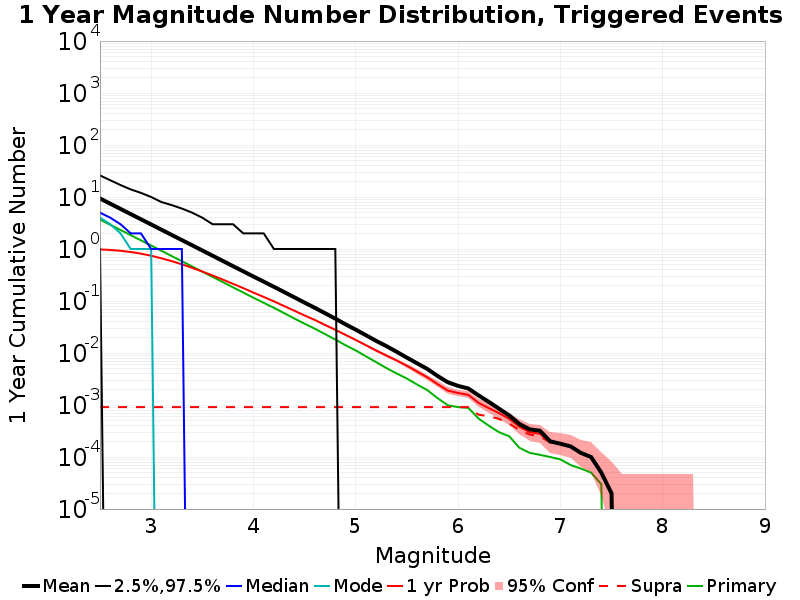 1 Year Magnitude Number Distribution, Triggered Events
10^4
10^3
10^2
10^1
10^0
10^-1
10^-2
10^-3
10^-4
10^-5
1 Year Cumulative Number
3 4 5 6 7 8 9
Magnitude
Mean 2.5%,97.5% Median Mode 1 yr Prob 95% Conf Supra Primary